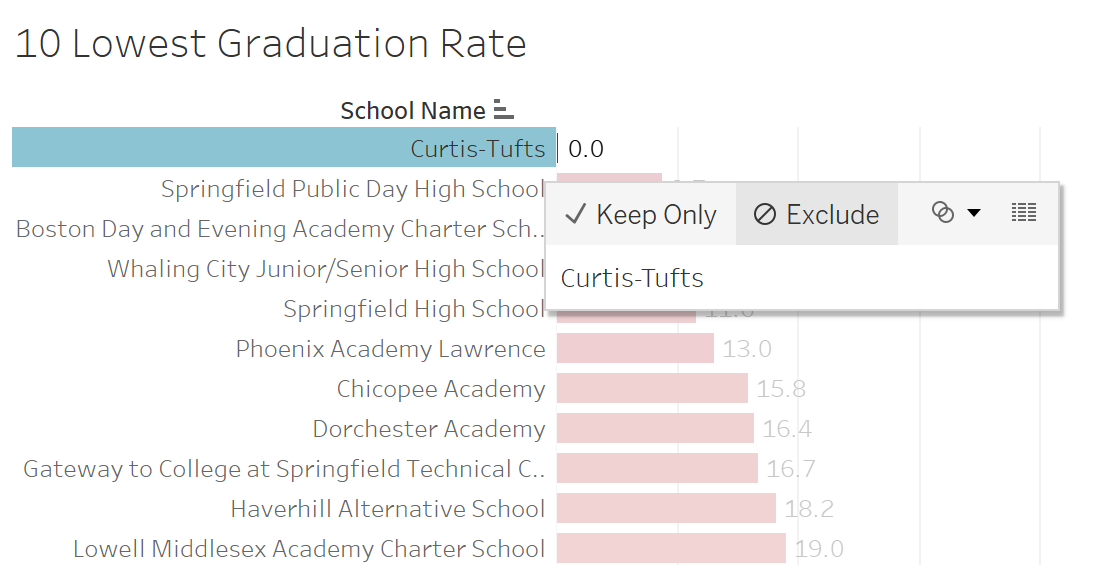 10 Lowest Graduation Rate
School Name
Curtis-Tufts 0.0
Springfield Public Day High School
Boston Day and Evening Academy Charter Sch..
Keep Only Exclude
Whaling City Junior/Senior High School
Curtis-Tufts
Springfield High School
Phoenix Academy Lawrence 13.0
Chicopee Academy 15.8
Dorchester Academy 16.4
Gateway to College at Springfield Technical C.. 16.7
Haverhill Alternative School 18.2
Lowell Middlesex Academy Charter School 19.0